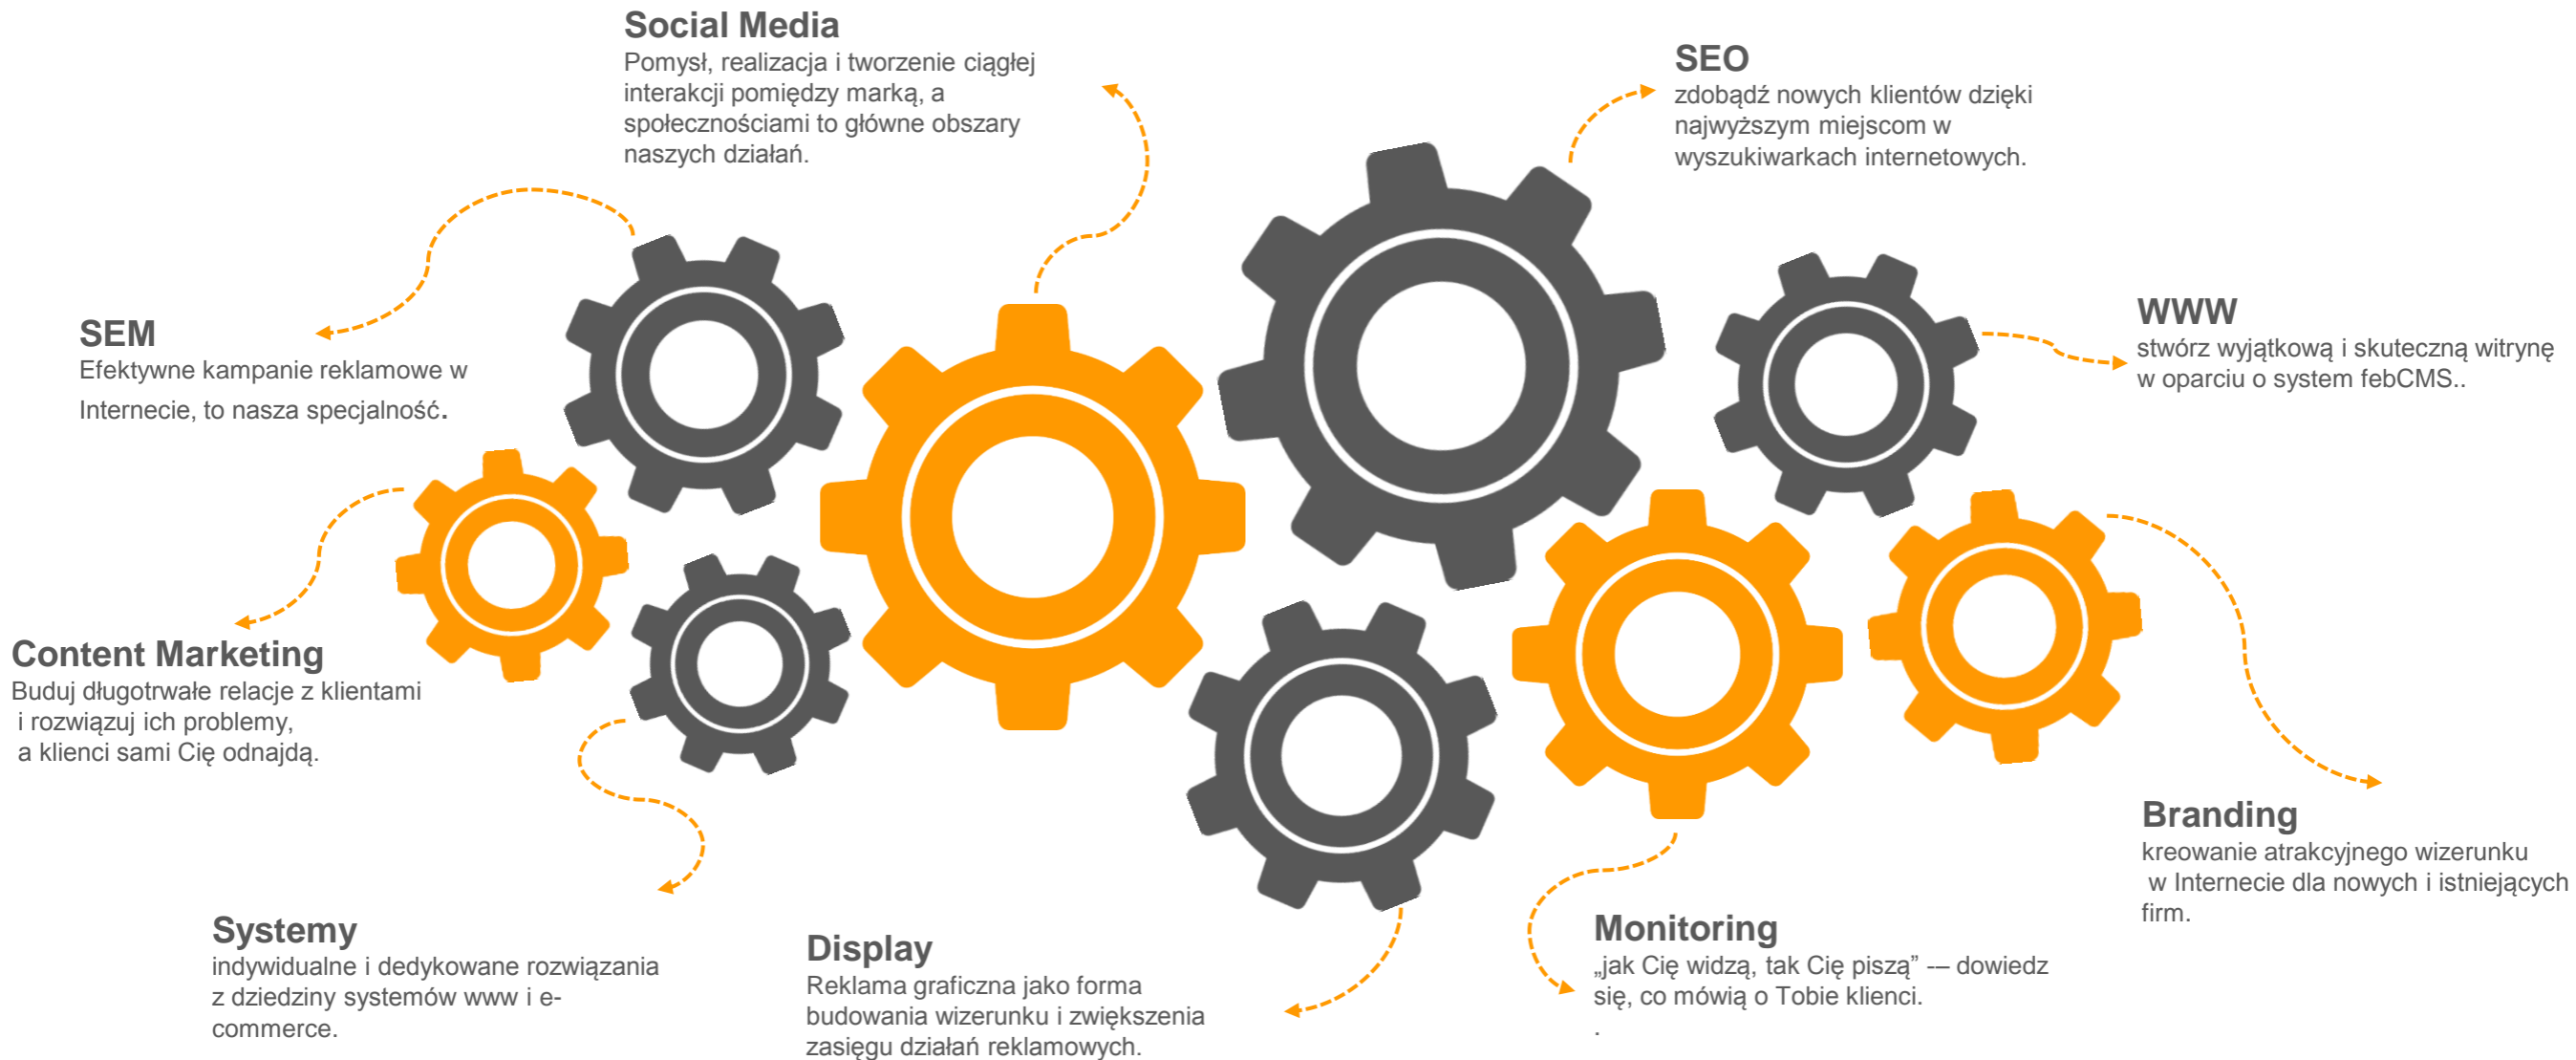 Social Media
Pomysł, realizacja i tworzenie ciągłej
interakcji pomiędzy marką, a
społecznościami to główne obszary
naszych działań.
SEO
zdobądź nowych klientów dzięki
najwyższym miejscom w
wyszukiwarkach internetowych.
SEM
Efektywne kampanie reklamowe w
Internecie, to nasza specjalność.
WWW
stwórz wyjątkową i skuteczną witrynę
w oparciu o system febCMS..
Content Marketing
Buduj długotrwałe relacje z klientami
i rozwiązuj ich problemy,
a klienci sami Cię odnajdą.
Branding
kreowanie atrakcyjnego wizerunku
w Internecie dla nowych i istniejących
firm.
Systemy
indywidualne i dedykowane rozwiązania
z dziedziny systemów www i e-
commerce.
Display
Reklama graficzna jako forma
budowania wizerunku i zwiększenia
zasięgu działań reklamowych.
Monitoring
„jak Cię widzą, tak Cię piszą” -– dowiedz
się, co mówią o Tobie klienci.
.